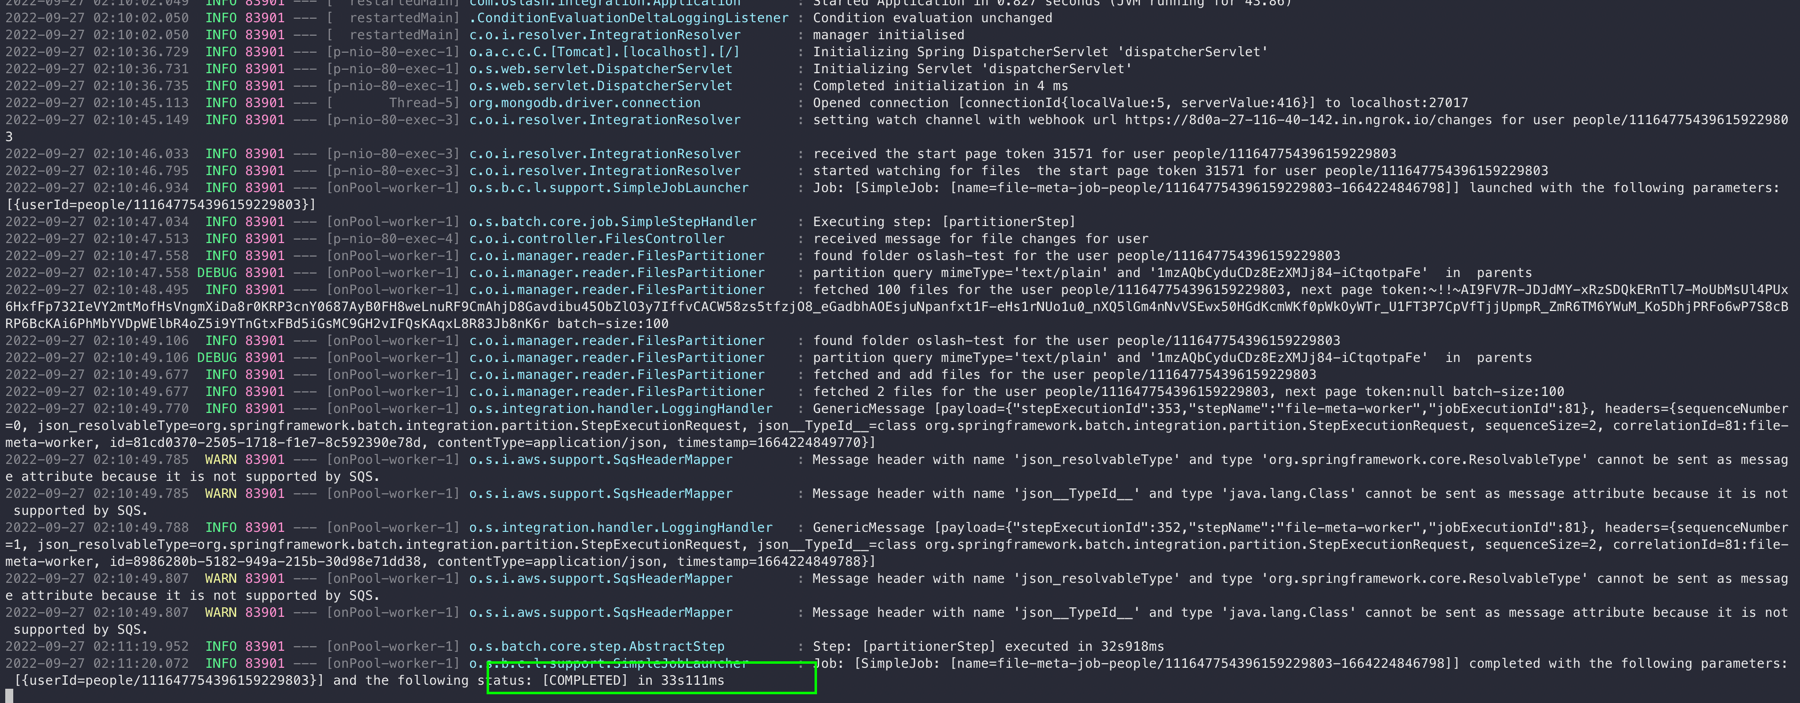 2022-09-27 02:10:02.049  INFO 83901 --- [  restartedMain] com.oslash.integration.Application       : Started Application in 0.827 seconds (JVM running for 43.86)
2022-09-27 02:10:02.050  INFO 83901 --- [  restartedMain] .ConditionEvaluationDeltaLoggingListener : Condition evaluation unchanged
2022-09-27 02:10:02.050  INFO 83901 --- [  restartedMain] c.o.i.resolver.IntegrationResolver       : manager initialised
2022-09-27 02:10:36.729  INFO 83901 --- [p-nio-80-exec-1] o.a.c.c.C.[Tomcat].[localhost].[/]       : Initializing Spring DispatcherServlet 'dispatcherServlet'
2022-09-27 02:10:36.731  INFO 83901 --- [p-nio-80-exec-1] o.s.web.servlet.DispatcherServlet        : Initializing Servlet 'dispatcherServlet'
2022-09-27 02:10:36.735  INFO 83901 --- [p-nio-80-exec-1] o.s.web.servlet.DispatcherServlet        : Completed initialization in 4 ms
2022-09-27 02:10:45.113  INFO 83901 --- [       Thread-5] org.mongodb.driver.connection            : Opened connection [connectionId{localValue:5, serverValue:416}] to localhost:27017
2022-09-27 02:10:45.149  INFO 83901 --- [p-nio-80-exec-3] c.o.i.resolver.IntegrationResolver       : setting watch channel with webhook url https://8d0a-27-116-40-142.in.ngrok.io/changes for user people/11164775439615922980
3
2022-09-27 02:10:46.033  INFO 83901 --- [p-nio-80-exec-3] c.o.i.resolver.IntegrationResolver       : received the start page token 31571 for user people/111647754396159229803
2022-09-27 02:10:46.795  INFO 83901 --- [p-nio-80-exec-3] c.o.i.resolver.IntegrationResolver       : started watching for files  the start page token 31571 for user people/111647754396159229803
2022-09-27 02:10:46.934  INFO 83901 --- [onPool-worker-1] o.s.b.c.l.support.SimpleJobLauncher      : Job: [SimpleJob: [name=file-meta-job-people/111647754396159229803-1664224846798]] launched with the following parameters:
[{userId=people/111647754396159229803}]
2022-09-27 02:10:47.034  INFO 83901 --- [onPool-worker-1] o.s.batch.core.job.SimpleStepHandler     : Executing step: [partitionerStep]
2022-09-27 02:10:47.513  INFO 83901 --- [p-nio-80-exec-4] c.o.i.controller.FilesController         : received message for file changes for user
2022-09-27 02:10:47.558  INFO 83901 --- [onPool-worker-1] c.o.i.manager.reader.FilesPartitioner    : found folder oslash-test for the user people/111647754396159229803
2022-09-27 02:10:47.558 DEBUG 83901 --- [onPool-worker-1] c.o.i.manager.reader.FilesPartitioner    : partition query mimeType='text/plain' and '1mzAQbCyduCDz8EzXMJj84-iCtqotpaFe'  in  parents
2022-09-27 02:10:48.495  INFO 83901 --- [onPool-worker-1] c.o.i.manager.reader.FilesPartitioner    : fetched 100 files for the user people/111647754396159229803, next page token:~!!~AI9FV7R-JDJdMY-xRzSDQkERnTl7-MoUbMsUl4PUx
6HxfFp732IeVY2mtMofHsVngmXiDa8r0KRP3cnY0687AyB0FH8weLnuRF9CmAhjD8Gavdibu45ObZlO3y7IffvCACW58zs5tfzjO8_eGadbhAOEsjuNpanfxt1F-eHs1rNUo1u0_nXQ5lGm4nNvVSEwx50HGdKcmWKf0pWkOyWTr_U1FT3P7CpVfTjjUpmpR_ZmR6TM6YWuM_Ko5DhjPRFo6wP7S8cB
RP6BcKAi6PhMbYVDpWElbR4oZ5i9YTnGtxFBd5iGsMC9GH2vIFQsKAqxL8R83Jb8nK6r batch-size:100
2022-09-27 02:10:49.106  INFO 83901 --- [onPool-worker-1] c.o.i.manager.reader.FilesPartitioner    : found folder oslash-test for the user people/111647754396159229803
2022-09-27 02:10:49.106 DEBUG 83901 --- [onPool-worker-1] c.o.i.manager.reader.FilesPartitioner    : partition query mimeType='text/plain' and '1mzAQbCyduCDz8EzXMJj84-iCtqotpaFe'  in  parents
2022-09-27 02:10:49.677  INFO 83901 --- [onPool-worker-1] c.o.i.manager.reader.FilesPartitioner    : fetched and add files for the user people/111647754396159229803
2022-09-27 02:10:49.677  INFO 83901 --- [onPool-worker-1] c.o.i.manager.reader.FilesPartitioner    : fetched 2 files for the user people/111647754396159229803, next page token:null batch-size:100
2022-09-27 02:10:49.770  INFO 83901 --- [onPool-worker-1] o.s.integration.handler.LoggingHandler   : GenericMessage [payload={"stepExecutionId":353,"stepName":"file-meta-worker","jobExecutionId":81}, headers={sequenceNumber
=0, json_resolvableType=org.springframework.batch.integration.partition.StepExecutionRequest, json__TypeId__=class org.springframework.batch.integration.partition.StepExecutionRequest, sequenceSize=2, correlationId=81:file-
meta-worker, id=81cd0370-2505-1718-f1e7-8c592390e78d, contentType=application/json, timestamp=1664224849770}]
2022-09-27 02:10:49.785  WARN 83901 --- [onPool-worker-1] o.s.i.aws.support.SqsHeaderMapper        : Message header with name 'json_resolvableType' and type 'org.springframework.core.ResolvableType' cannot be sent as messag
e attribute because it is not supported by SQS.
2022-09-27 02:10:49.785  WARN 83901 --- [onPool-worker-1] o.s.i.aws.support.SqsHeaderMapper        : Message header with name 'json__TypeId__' and type 'java.lang.Class' cannot be sent as message attribute because it is not
 supported by SQS.
2022-09-27 02:10:49.788  INFO 83901 --- [onPool-worker-1] o.s.integration.handler.LoggingHandler   : GenericMessage [payload={"stepExecutionId":352,"stepName":"file-meta-worker","jobExecutionId":81}, headers={sequenceNumber
=1, json_resolvableType=org.springframework.batch.integration.partition.StepExecutionRequest, json__TypeId__=class org.springframework.batch.integration.partition.StepExecutionRequest, sequenceSize=2, correlationId=81:file-
meta-worker, id=8986280b-5182-949a-215b-30d98e71dd38, contentType=application/json, timestamp=1664224849788}]
2022-09-27 02:10:49.807  WARN 83901 --- [onPool-worker-1] o.s.i.aws.support.SqsHeaderMapper        : Message header with name 'json_resolvableType' and type 'org.springframework.core.ResolvableType' cannot be sent as messag
e attribute because it is not supported by SQS.
2022-09-27 02:10:49.807  WARN 83901 --- [onPool-worker-1] o.s.i.aws.support.SqsHeaderMapper        : Message header with name 'json__TypeId__' and type 'java.lang.Class' cannot be sent as message attribute because it is not
 supported by SQS.
2022-09-27 02:11:19.952  INFO 83901 --- [onPool-worker-1] o.s.batch.core.step.AbstractStep         : Step: [partitionerStep] executed in 32s918ms
2022-09-27 02:11:20.072  INFO 83901 --- [onPool-worker-1] o.s.b.c.l.support.SimpleJobLauncher      : Job: [SimpleJob: [name=file-meta-job-people/111647754396159229803-1664224846798]] completed with the following parameters:
 [{userId=people/111647754396159229803}] and the following status: [COMPLETED] in 33s111ms